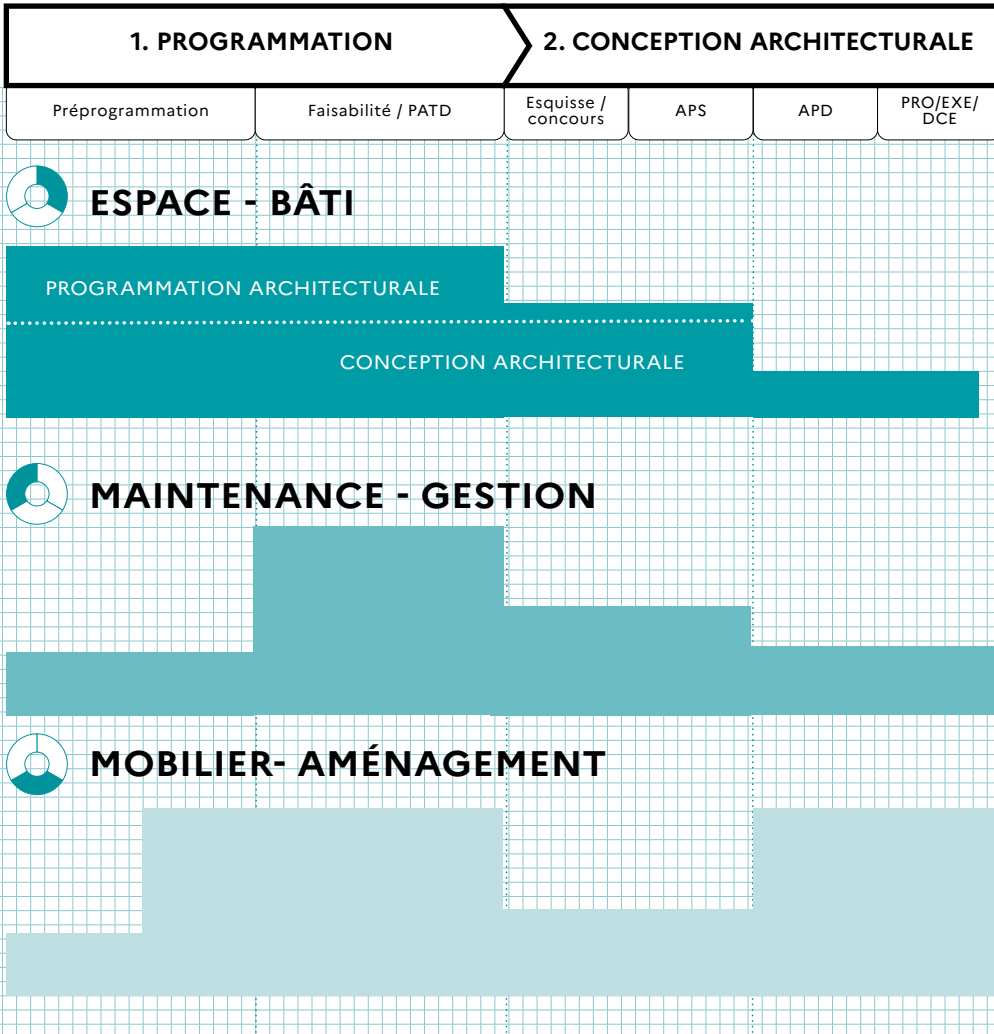 1. PROGRAMMATION
2. CONCEPTION ARCHITECTURALE
Préprogrammation
Faisabilité / PATD
Esquisse /
concours
APS
APD
PRO/EXE/
DCE
ESPACE - BÂTI
PROGRAMMATION ARCHITECTURALE
CONCEPTION ARCHITECTURALE
MAINTENANCE - GESTION
MOBILIER- AMÉNAGEMENT